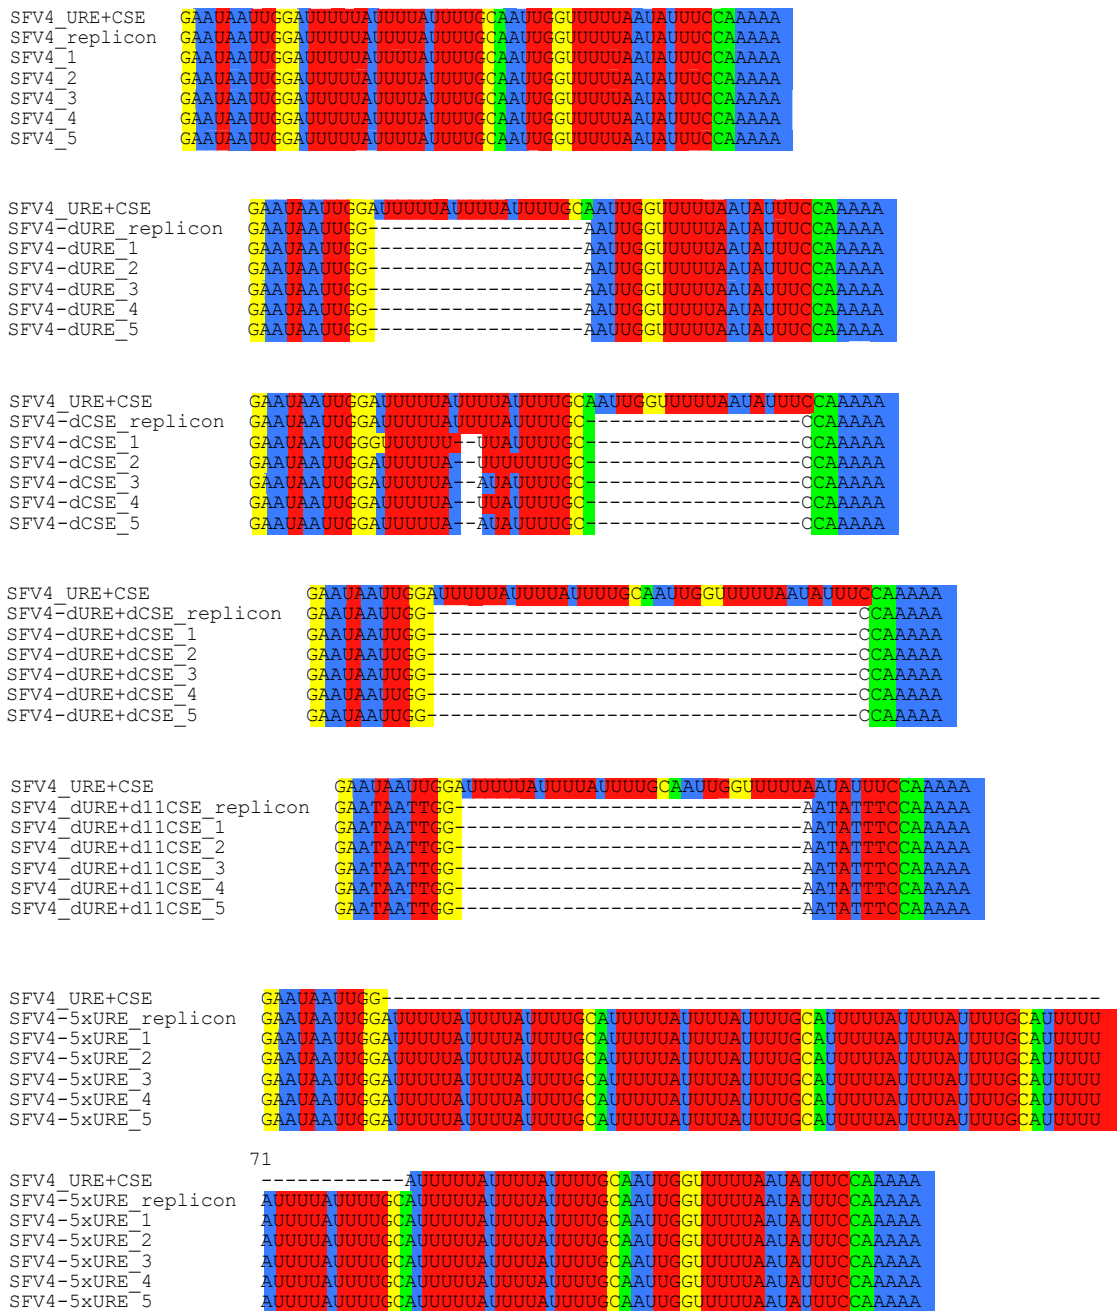 SFV4_URE+CSE GAAUAAUUGGAUUUUUAUUUUAUUUUGCAAUUGGUUUUUAAUAUUUCCAAAAA
SFV4_replicon GAAUAAUUGGAUUUUUAUUUUAUUUUGCAAUUGGUUUUUAAUAUUUCCAAAAA
SFV4_1 GAAUAAUUGGAUUUUUAUUUUAUUUUGCAAUUGGUUUUUAAUAUUUCCAAAAA
SFV4_2 GAAUAAUUGGAUUUUUAUUUUAUUUUGCAAUUGGUUUUUAAUAUUUCCAAAAA
SFV4_3 GAAUAAUUGGAUUUUUAUUUUAUUUUGCAAUUGGUUUUUAAUAUUUCCAAAAA
SFV4_4 GAAUAAUUGGAUUUUUAUUUUAUUUUGCAAUUGGUUUUUAAUAUUUCCAAAAA
SFV4_5 GAAUAAUUGGAUUUUUAUUUUAUUUUGCAAUUGGUUUUUAAUAUUUCCAAAAA
SFV4_URE+CSE GAAUAAUUGGAUUUUUAUUUUAUUUUGCAAUUGGUUUUUAAUAUUUCCAAAAA
SFV4-dURE_replicon GAAUAAUUGG------------------AAUUGGUUUUUAAUAUUUCCAAAAA
SFV4-dURE_1 GAAUAAUUGG------------------AAUUGGUUUUUAAUAUUUCCAAAAA
SFV4-dURE_2 GAAUAAUUGG------------------AAUUGGUUUUUAAUAUUUCCAAAAA
SFV4-dURE_3 GAAUAAUUGG------------------AAUUGGUUUUUAAUAUUUCCAAAAA
SFV4-dURE_4 GAAUAAUUGG------------------AAUUGGUUUUUAAUAUUUCCAAAAA
SFV4-dURE_5 GAAUAAUUGG------------------AAUUGGUUUUUAAUAUUUCCAAAAA
SFV4_URE+CSE GAAUAAUUGGAUUUUUAUUUUAUUUUGCAAUUGGUUUUUAAUAUUUCCAAAAA
SFV4-dCSE_replicon GAAUAAUUGGAUUUUUAUUUUAUUUUGC------------------CCAAAAA
SFV4-dCSE_1 GAAUAAUUGGGUUUUUU--UUAUUUUGC------------------CCAAAAA
SFV4-dCSE_2 GAAUAAUUGGAUUUUUA--UUUUUUUGC------------------CCAAAAA
SFV4-dCSE_3 GAAUAAUUGGAUUUUUA--AUAUUUUGC------------------CCAAAAA
SFV4-dCSE_4 GAAUAAUUGGAUUUUUA--UUAUUUUGC------------------CCAAAAA
SFV4-dCSE_5 GAAUAAUUGGAUUUUUA--AUAUUUUGC------------------CCAAAAA
SFV4_URE+CSE GAAUAAUUGGAUUUUUAUUUUAUUUUGCAAUUGGUUUUUAAUAUUUCCAAAAA
SFV4-dURE+dCSE_replicon GAAUAAUUGG------------------------------------CCAAAAA
SFV4-dURE+dCSE_1 GAAUAAUUGG------------------------------------CCAAAAA
SFV4-dURE+dCSE_2 GAAUAAUUGG------------------------------------CCAAAAA
SFV4-dURE+dCSE_3 GAAUAAUUGG------------------------------------CCAAAAA
SFV4-dURE+dCSE_4 GAAUAAUUGG------------------------------------CCAAAAA
SFV4-dURE+dCSE_5 GAAUAAUUGG------------------------------------CCAAAAA
SFV4_URE+CSE GAAUAAUUGGAUUUUUAUUUUAUUUUGCAAUUGGUUUUUAAUAUUUCCAAAAA
SFV4_dURE+d11CSE_replicon GAATAATTGG-----------------------------AATATTTCCAAAAA
SFV4_dURE+d11CSE_1 GAATAATTGG-----------------------------AATATTTCCAAAAA
SFV4_dURE+d11CSE_2 GAATAATTGG-----------------------------AATATTTCCAAAAA
SFV4_dURE+d11CSE_3 GAATAATTGG-----------------------------AATATTTCCAAAAA
SFV4_dURE+d11CSE_4 GAATAATTGG-----------------------------AATATTTCCAAAAA
SFV4_dURE+d11CSE_5 GAATAATTGG-----------------------------AATATTTCCAAAAA
SFV4_URE+CSE GAAUAAUUGG------------------------------------------------------------
SFV4-5xURE_replicon GAAUAAUUGGAUUUUUAUUUUAUUUUGCAUUUUUAUUUUAUUUUGCAUUUUUAUUUUAUUUUGCAUUUUU
SFV4-5xURE_1 GAAUAAUUGGAUUUUUAUUUUAUUUUGCAUUUUUAUUUUAUUUUGCAUUUUUAUUUUAUUUUGCAUUUUU
SFV4-5xURE_2 GAAUAAUUGGAUUUUUAUUUUAUUUUGCAUUUUUAUUUUAUUUUGCAUUUUUAUUUUAUUUUGCAUUUUU
SFV4-5xURE_3 GAAUAAUUGGAUUUUUAUUUUAUUUUGCAUUUUUAUUUUAUUUUGCAUUUUUAUUUUAUUUUGCAUUUUU
SFV4-5xURE_4 GAAUAAUUGGAUUUUUAUUUUAUUUUGCAUUUUUAUUUUAUUUUGCAUUUUUAUUUUAUUUUGCAUUUUU
SFV4-5xURE_5 GAAUAAUUGGAUUUUUAUUUUAUUUUGCAUUUUUAUUUUAUUUUGCAUUUUUAUUUUAUUUUGCAUUUUU
71
SFV4_URE+CSE ------------AUUUUUAUUUUAUUUUGCAAUUGGUUUUUAAUAUUUCCAAAAA
SFV4-5xURE_replicon AUUUUAUUUUGCAUUUUUAUUUUAUUUUGCAAUUGGUUUUUAAUAUUUCCAAAAA
SFV4-5xURE_1 AUUUUAUUUUGCAUUUUUAUUUUAUUUUGCAAUUGGUUUUUAAUAUUUCCAAAAA
SFV4-5xURE_2 AUUUUAUUUUGCAUUUUUAUUUUAUUUUGCAAUUGGUUUUUAAUAUUUCCAAAAA
SFV4-5xURE_3 AUUUUAUUUUGCAUUUUUAUUUUAUUUUGCAAUUGGUUUUUAAUAUUUCCAAAAA
SFV4-5xURE_4 AUUUUAUUUUGCAUUUUUAUUUUAUUUUGCAAUUGGUUUUUAAUAUUUCCAAAAA
SFV4-5xURE_5 AUUUUAUUUUGCAUUUUUAUUUUAUUUUGCAAUUGGUUUUUAAUAUUUCCAAAAA